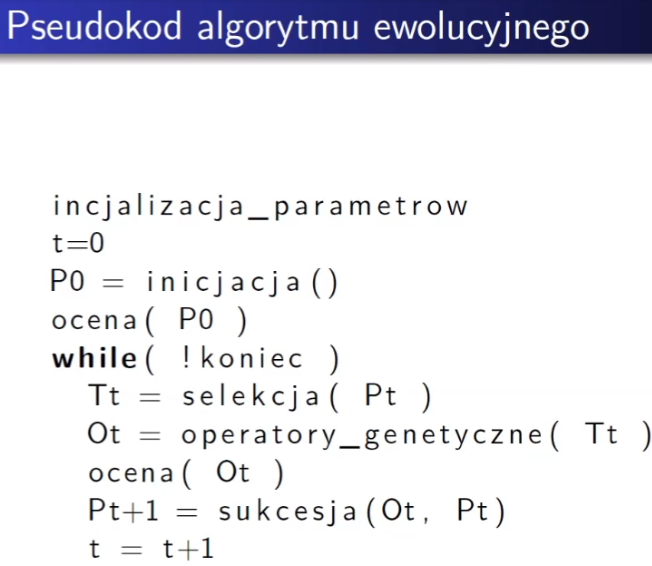 Pseudokod algorytmu ewolucyjnego
incjalizacja_parametrow
t=0
P0 = inicjacja()
ocena( P0 )
while( !koniec )
Tt = selekcja( Pt )
Ot = operatory_genetyczne( Tt )
ocena( Ot )
Pt+1 = sukcesja(Ot, Pt)
t = t+1